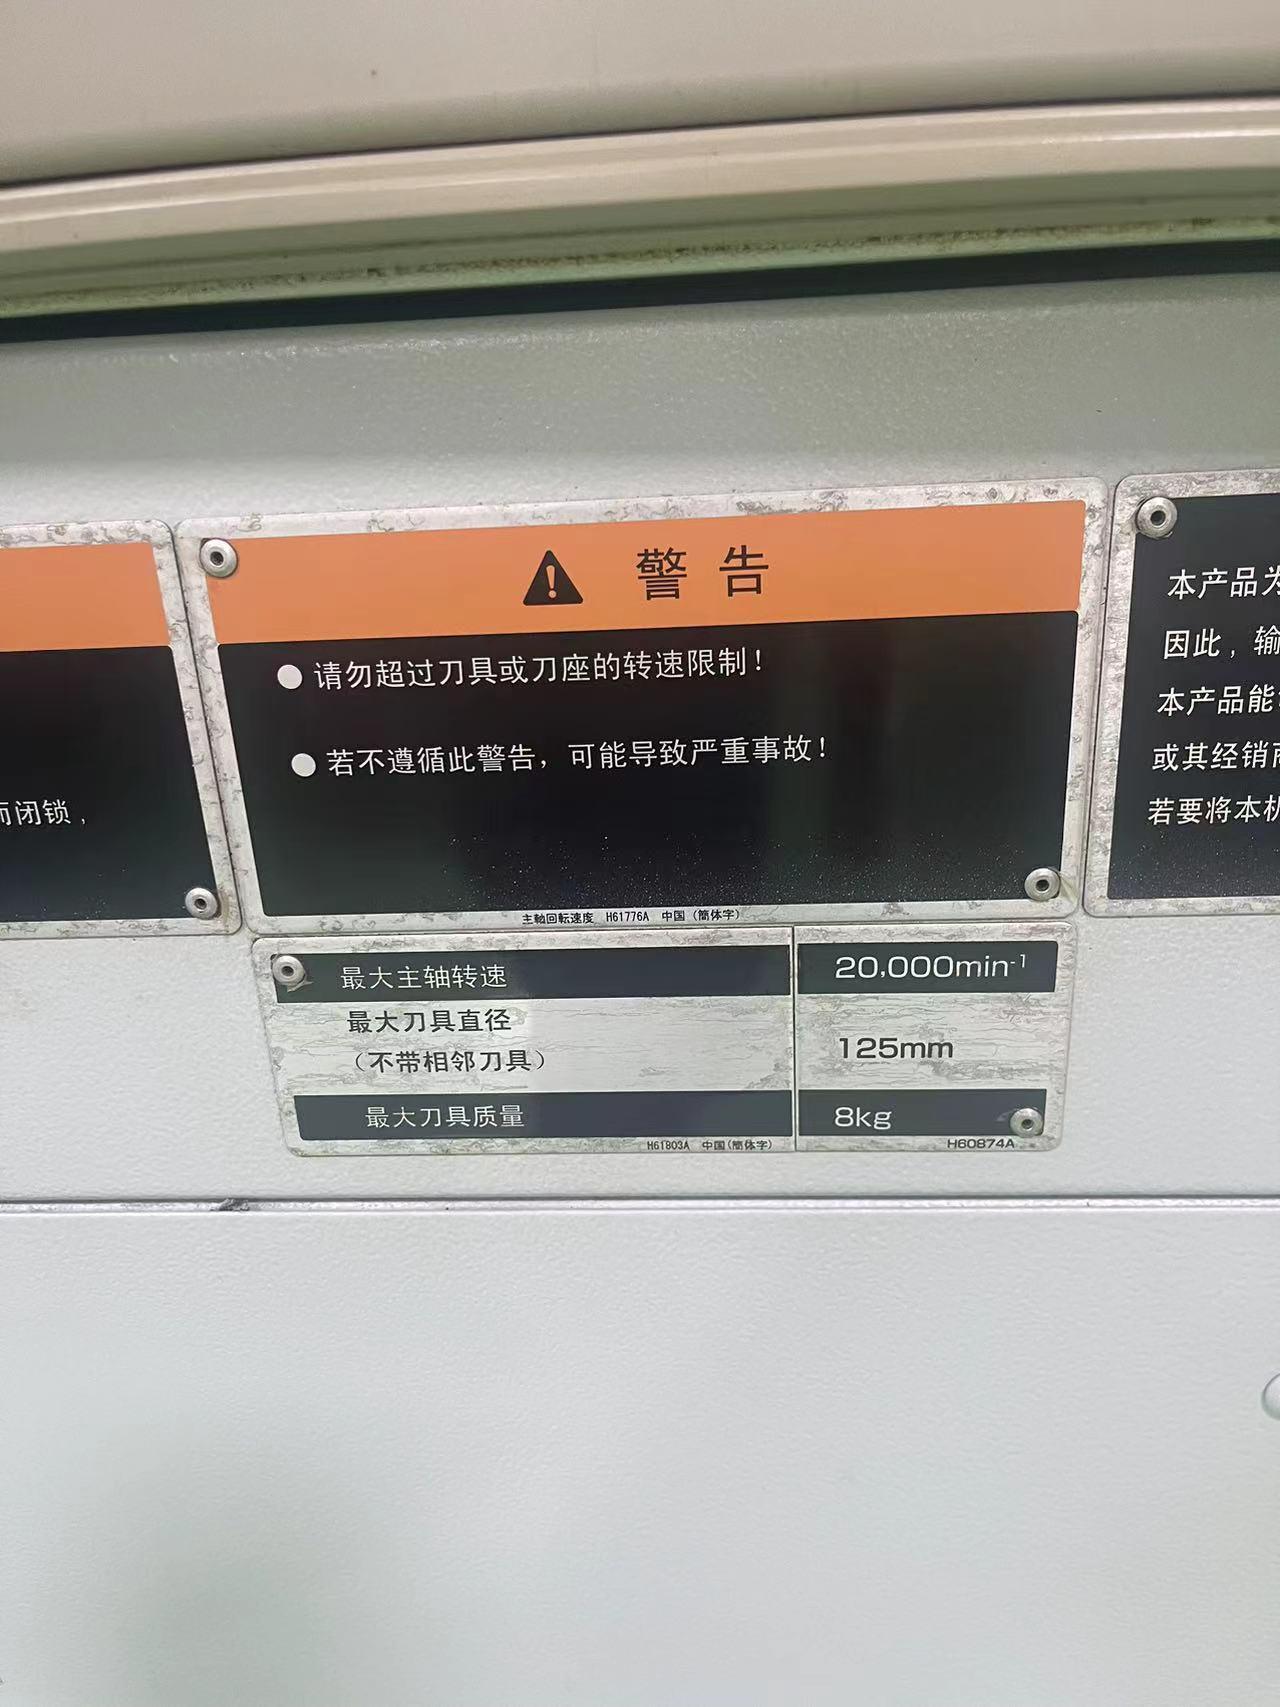 而闭锁，
警告
● 请勿超过刀具或刀座的转速限制！
● 若不遵循此警告，可能导致严重事故！
主軸回転速度 H61776A 中国（簡体字）
最大主轴转速 20,000min⁻¹
最大刀具直径
（不带相邻刀具） 125mm
最大刀具质量 8kg
H61803A 中国（簡体字） H60874A
本产品为
因此，输
本产品能
或其经销商
若要将本机